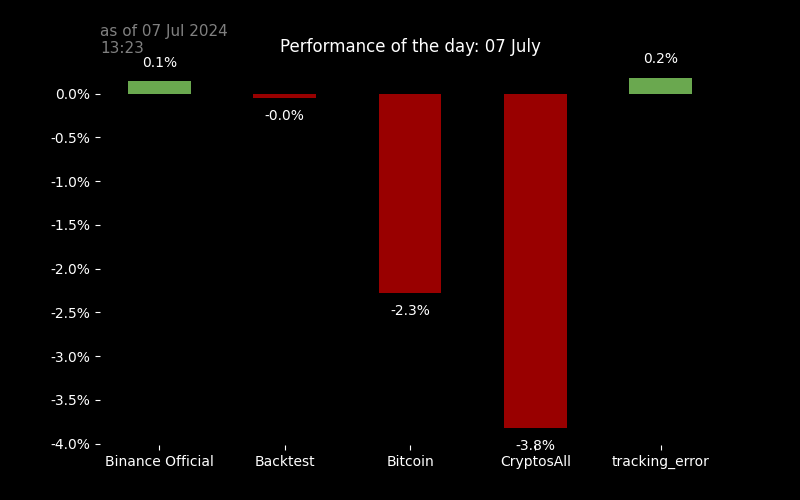 as of 07 Jul 2024
13:23
Performance of the day: 07 July
0.1%
0.2%
0.0%
-0.0%
-0.5%
-1.0%
-1.5%
-2.0%
-2.3%
-2.5%
-3.0%
-3.5%
-4.0%
-3.8%
Binance Official
Backtest
Bitcoin
CryptosAll
tracking_error